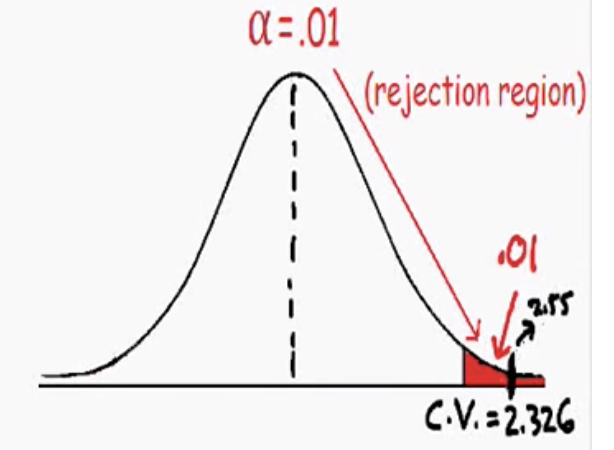 α=.01
(rejection region)
.01
2.55
C.V.=2.326